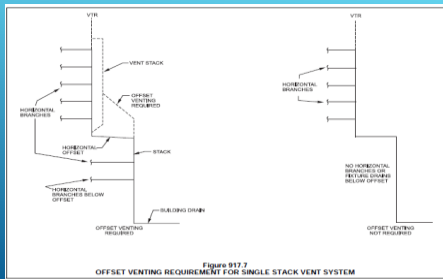 VTR
VENT STACK
OFFSET
VENTING
REQUIRED
HORIZONTAL
BRANCHES
HORIZONTAL
OFFSET
STACK
HORIZONTAL
BRANCHES BELOW
OFFSET
BUILDING DRAIN
OFFSET VENTING
REQUIRED
VTR
HORIZONTAL
BRANCHES
NO HORIZONTAL
BRANCHES OR
FIXTURE DRAINS
BELOW OFFSET
OFFSET VENTING
NOT REQUIRED
Figure 917.7
OFFSET VENTING REQUIREMENT FOR SINGLE STACK VENT SYSTEM